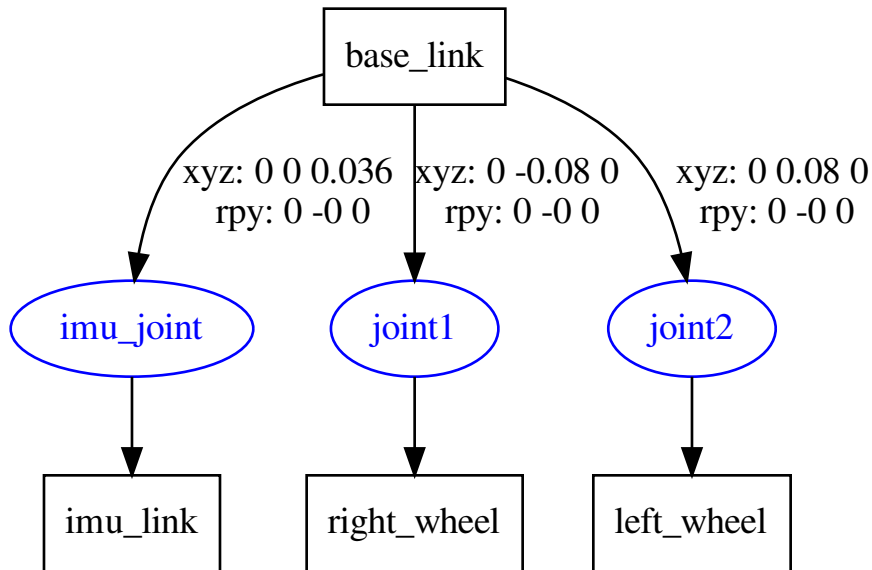 base_link
xyz: 0 0 0.036
rpy: 0 -0 0
xyz: 0 -0.08 0
rpy: 0 -0 0
xyz: 0 0.08 0
rpy: 0 -0 0
imu_joint
joint1
joint2
imu_link
right_wheel
left_wheel